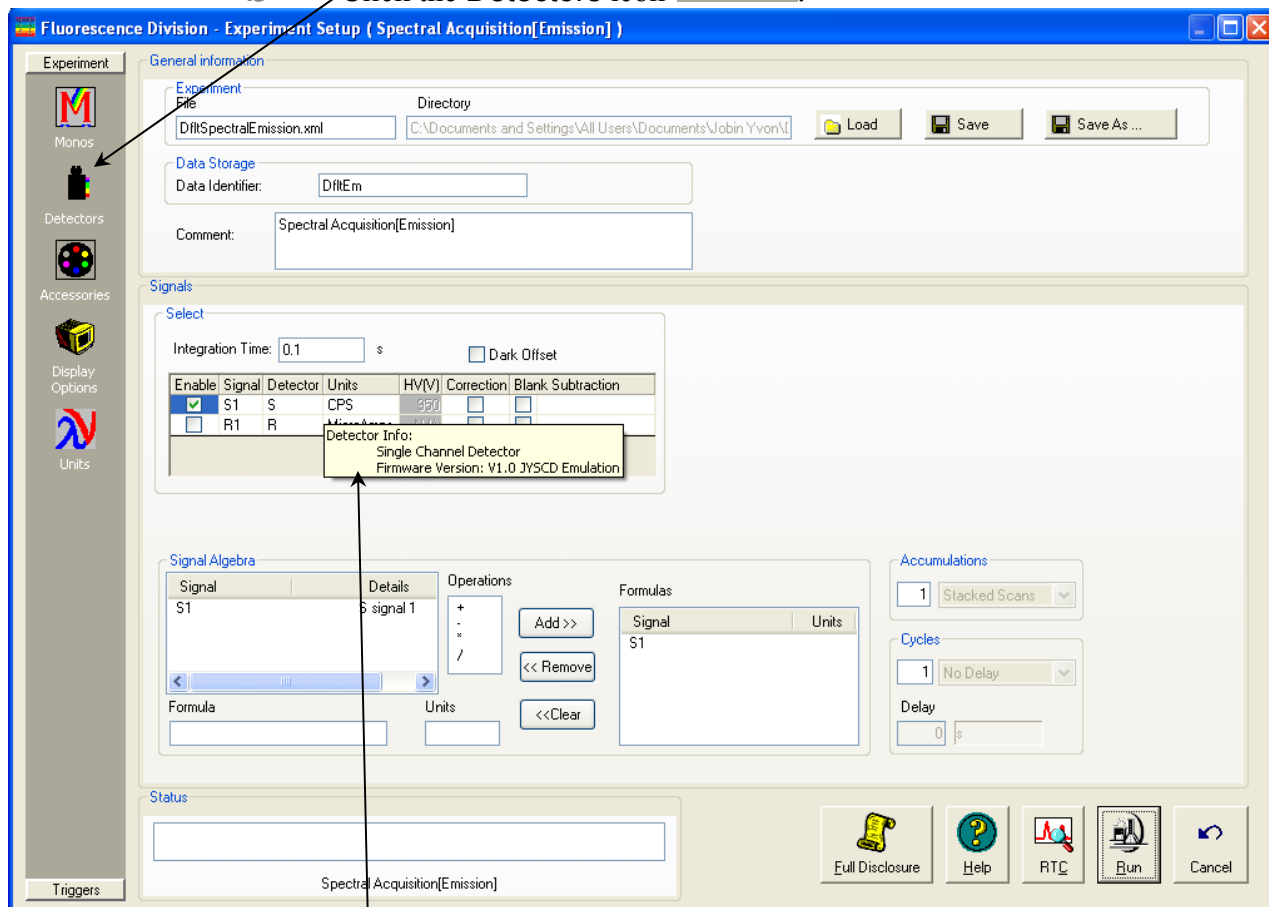 Click the Detectors icon
Fluorescence Division - Experiment Setup ( Spectral Acquisition[Emission] )
Experiment
Monos
Detectors
Accessories
Display
Options
Units
Triggers
General information
Experiment
File Directory
DfltSpectralEmission.xml C:\Documents and Settings\All Users\Documents\Jobin Yvon\ Load Save Save As ...
Data Storage
Data Identifier: DfltEm
Comment: Spectral Acquisition[Emission]
Signals
Select
Integration Time: 0.1 s Dark Offset
Enable Signal Detector Units HV(V) Correction Blank Subtraction
S1 S CPS 950
R1 R
Detector Info:
Single Channel Detector
Firmware Version: V1.0 JYSCD Emulation
Signal Algebra
Signal Details
S1 S signal 1
Operations
+
-
*
/
Add >>
<< Remove
<<Clear
Formula Units
Formulas
Signal Units
S1
Accumulations
1 Stacked Scans
Cycles
1 No Delay
Delay
0 s
Status
Spectral Acquisition[Emission]
Full Disclosure Help RTC Run Cancel